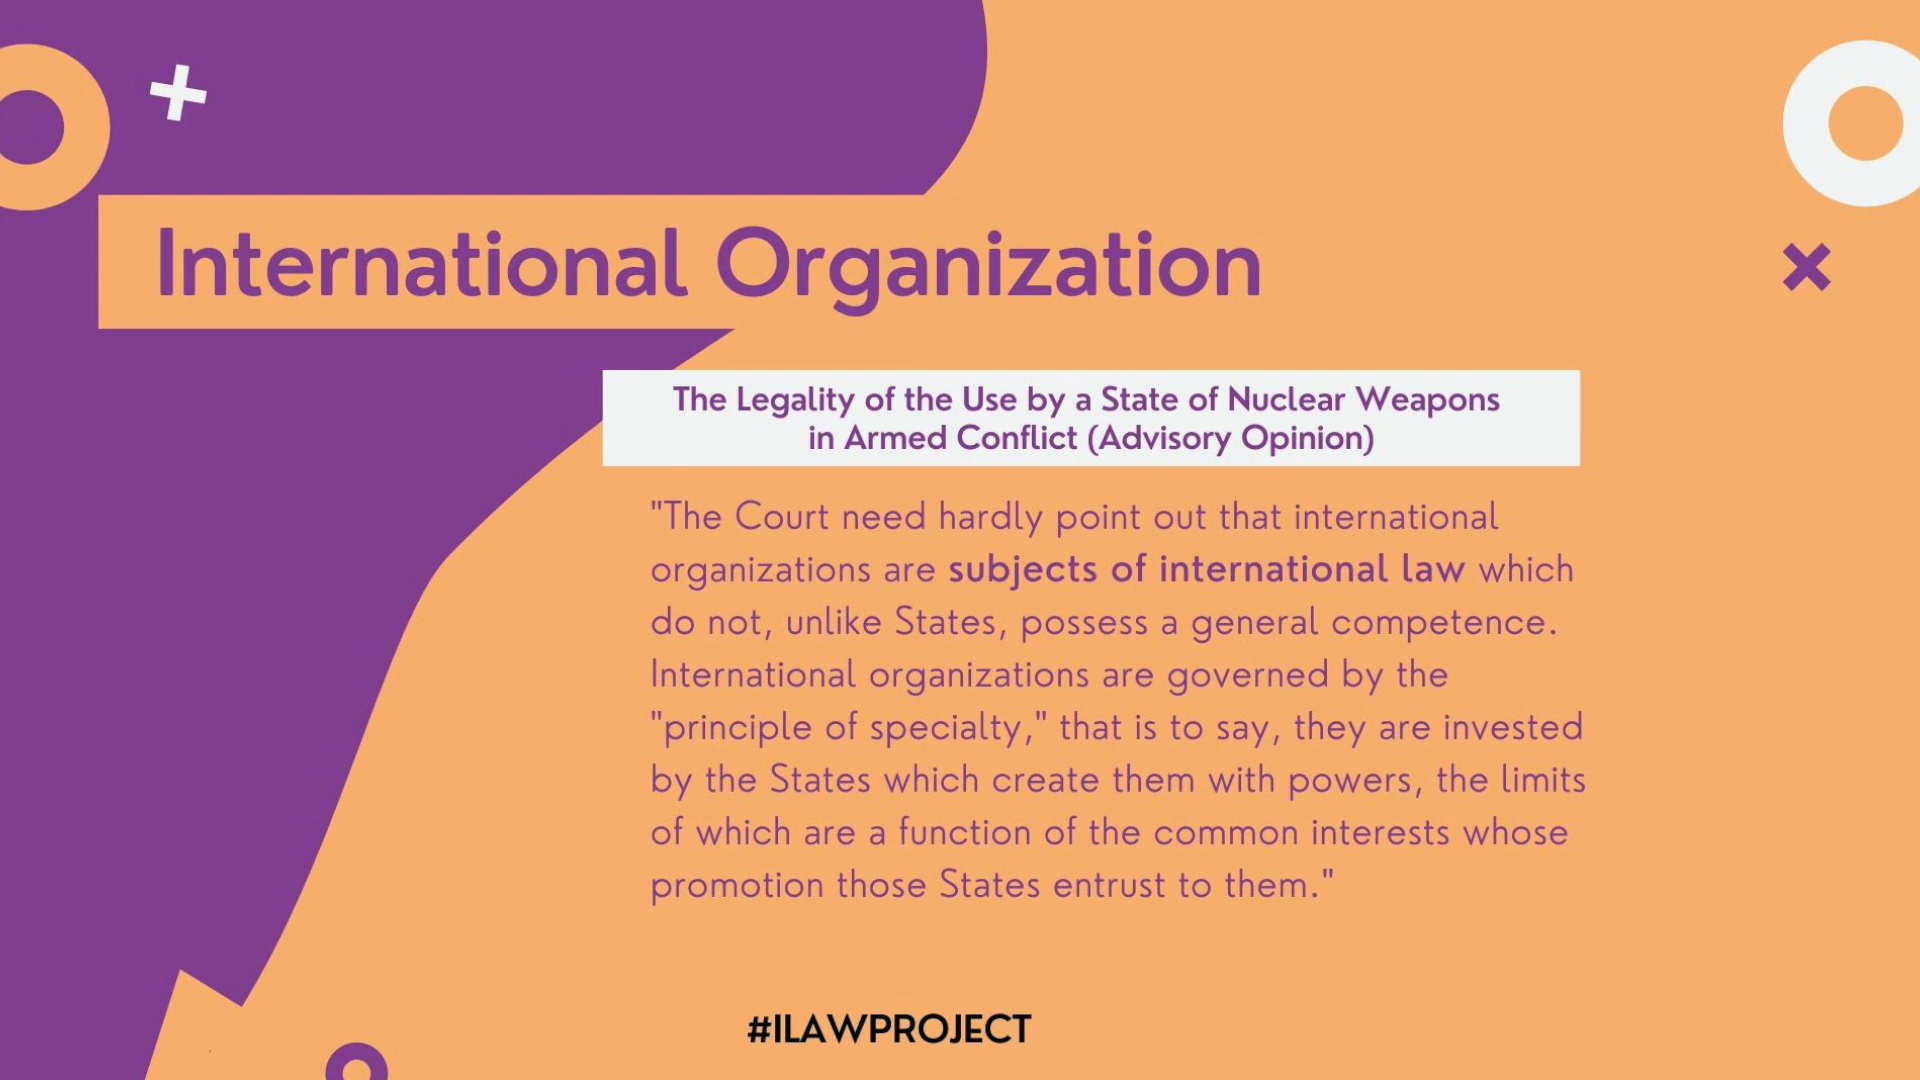 International Organization
The Legality of the Use by a State of Nuclear Weapons
in Armed Conflict (Advisory Opinion)
"The Court need hardly point out that international
organizations are subjects of international law which
do not, unlike States, possess a general competence.
International organizations are governed by the
"principle of specialty," that is to say, they are invested
by the States which create them with powers, the limits
of which are a function of the common interests whose
promotion those States entrust to them."
#ILAWPROJECT